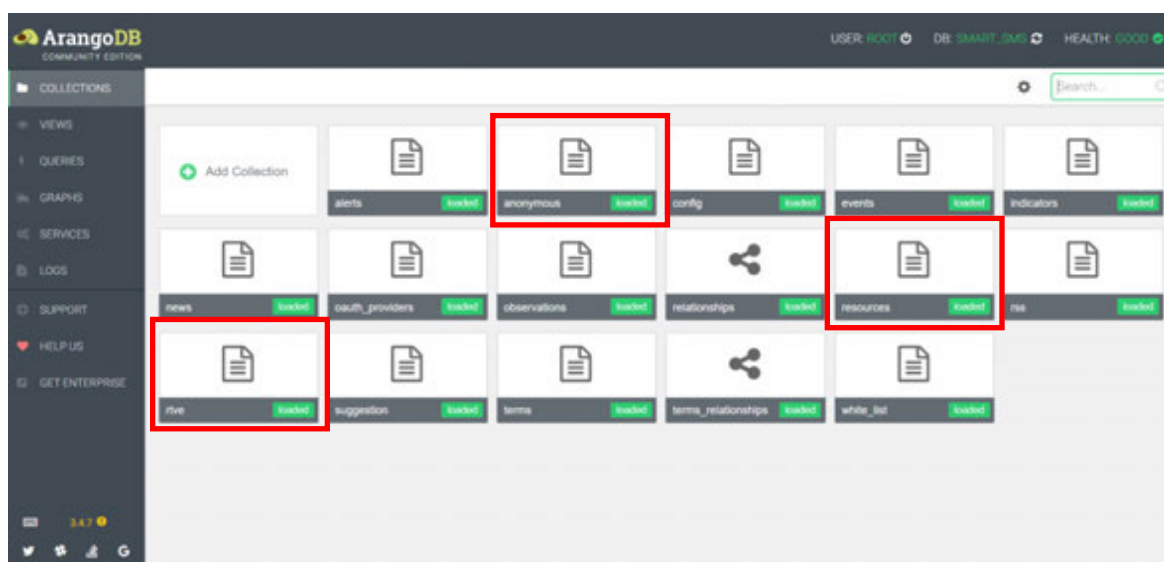 ArangoDB
COMMUNITY EDITION
USER: ROOT DB: SMART_SMS HEALTH: GOOD
COLLECTIONS
Search...
VIEWS
QUERIES
GRAPHS
SERVICES
LOGS
SUPPORT
HELP US
GET ENTERPRISE
3.4.7
Add Collection
alerts loaded
anonymous loaded
config loaded
events loaded
indicators loaded
news loaded
oauth_providers loaded
observations loaded
relationships loaded
resources loaded
rss loaded
rtve loaded
suggestion loaded
terms loaded
terms_relationships loaded
white_list loaded